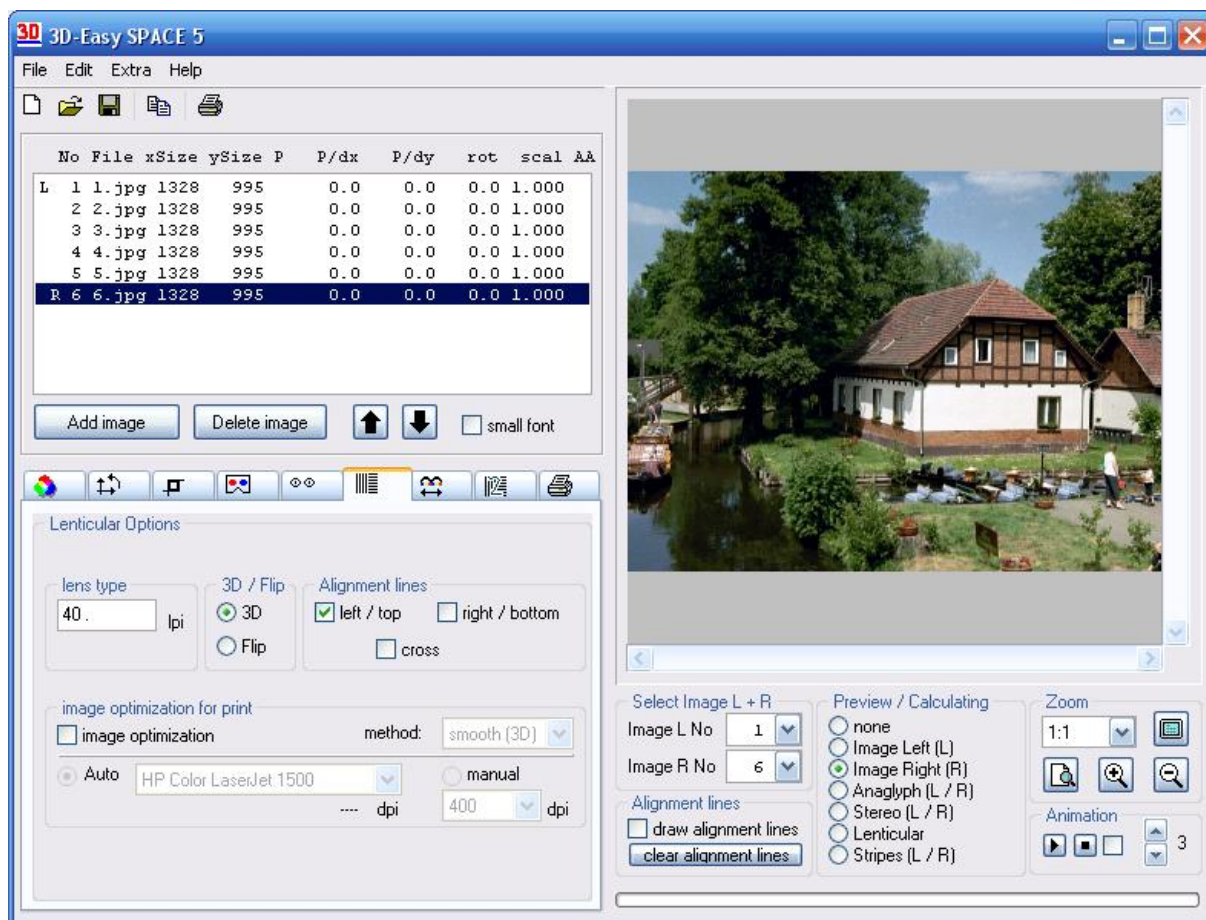 3D 3D-Easy SPACE 5
File Edit Extra Help
No File xSize ySize P P/dx P/dy rot scal AA
L 1 1.jpg 1328 995 0.0 0.0 0.0 1.000
2 2.jpg 1328 995 0.0 0.0 0.0 1.000
3 3.jpg 1328 995 0.0 0.0 0.0 1.000
4 4.jpg 1328 995 0.0 0.0 0.0 1.000
5 5.jpg 1328 995 0.0 0.0 0.0 1.000
R 6 6.jpg 1328 995 0.0 0.0 0.0 1.000
Add image Delete image small font
Lenticular Options
lens type
40. lpi
3D / Flip
3D
Flip
Alignment lines
left / top right / bottom
cross
image optimization for print
image optimization method: smooth (3D)
Auto HP Color LaserJet 1500 manual
---- dpi 400 dpi
Select Image L + R
Image L No 1
Image R No 6
Alignment lines
draw alignment lines
clear alignment lines
Preview / Calculating
none
Image Left (L)
Image Right (R)
Anaglyph (L / R)
Stereo (L / R)
Lenticular
Stripes (L / R)
Zoom
1:1
Animation
3